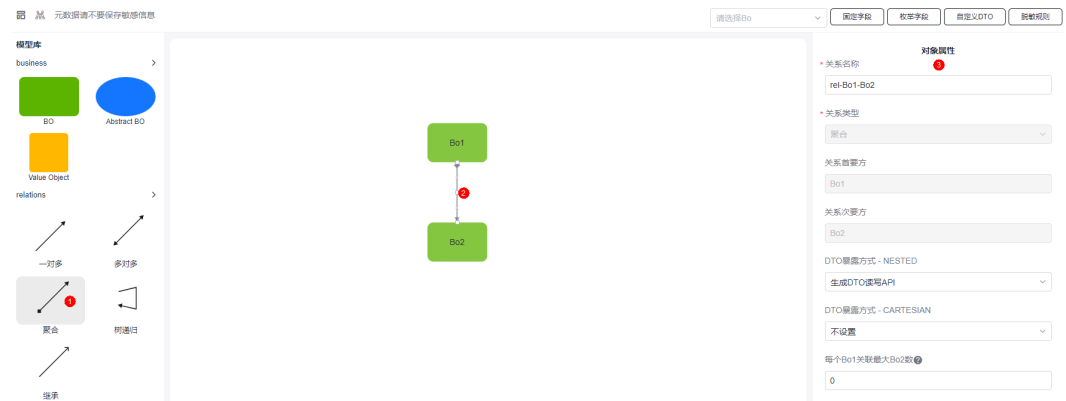 元数据请不要保存敏感信息
请选择Bo
固定字段
枚举字段
自定义DTO
脱敏规则
模型库
business
BO
Abstract BO
Value Object
relations
一对多
多对多
1
聚合
树递归
继承
Bo1
2
Bo2
对象属性
* 关系名称
3
rel-Bo1-Bo2
* 关系类型
聚合
关系首要方
Bo1
关系次要方
Bo2
DTO暴露方式 - NESTED
生成DTO读写API
DTO暴露方式 - CARTESIAN
不设置
每个Bo1关联最大Bo2数?
0